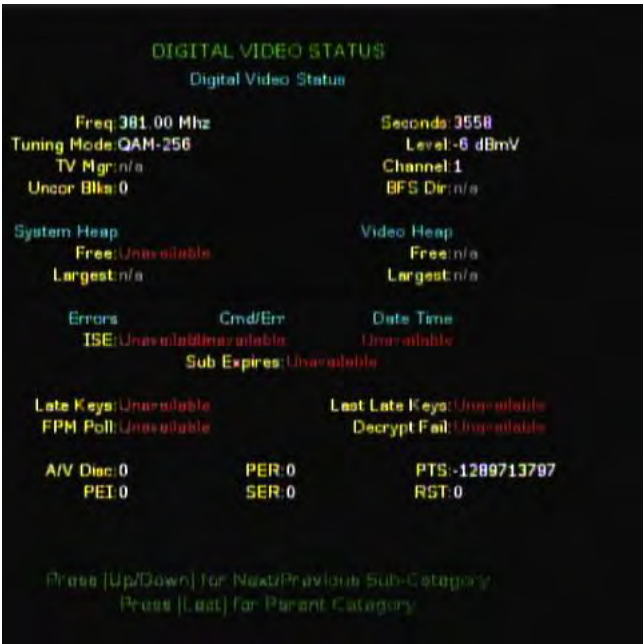 DIGITAL VIDEO STATUS
Digital Video Status
Freq:381.00 Mhz Seconds:3558
Tuning Mode:QAM-256 Level:-6 dBmV
TV Mgr:n/a Channel:1
Uncor Blks:0 BFS Dir:n/a
System Heap Video Heap
Free:Unavailable Free:n/a
Largest:n/a Largest:n/a
Errors Cmd/Err Date Time
ISE:Unavailable Unavailable Unavailable
Sub Expires:Unavailable
Late Keys:Unavailable Last Late Keys:Unavailable
FPM Poll:Unavailable Decrypt Fail:Unavailable
A/V Disc:0 PER:0 PTS:-1289713797
PEI:0 SER:0 RST:0
Press [Up/Down] for Next/Previous Sub-Category
Press [Last] for Parent Category